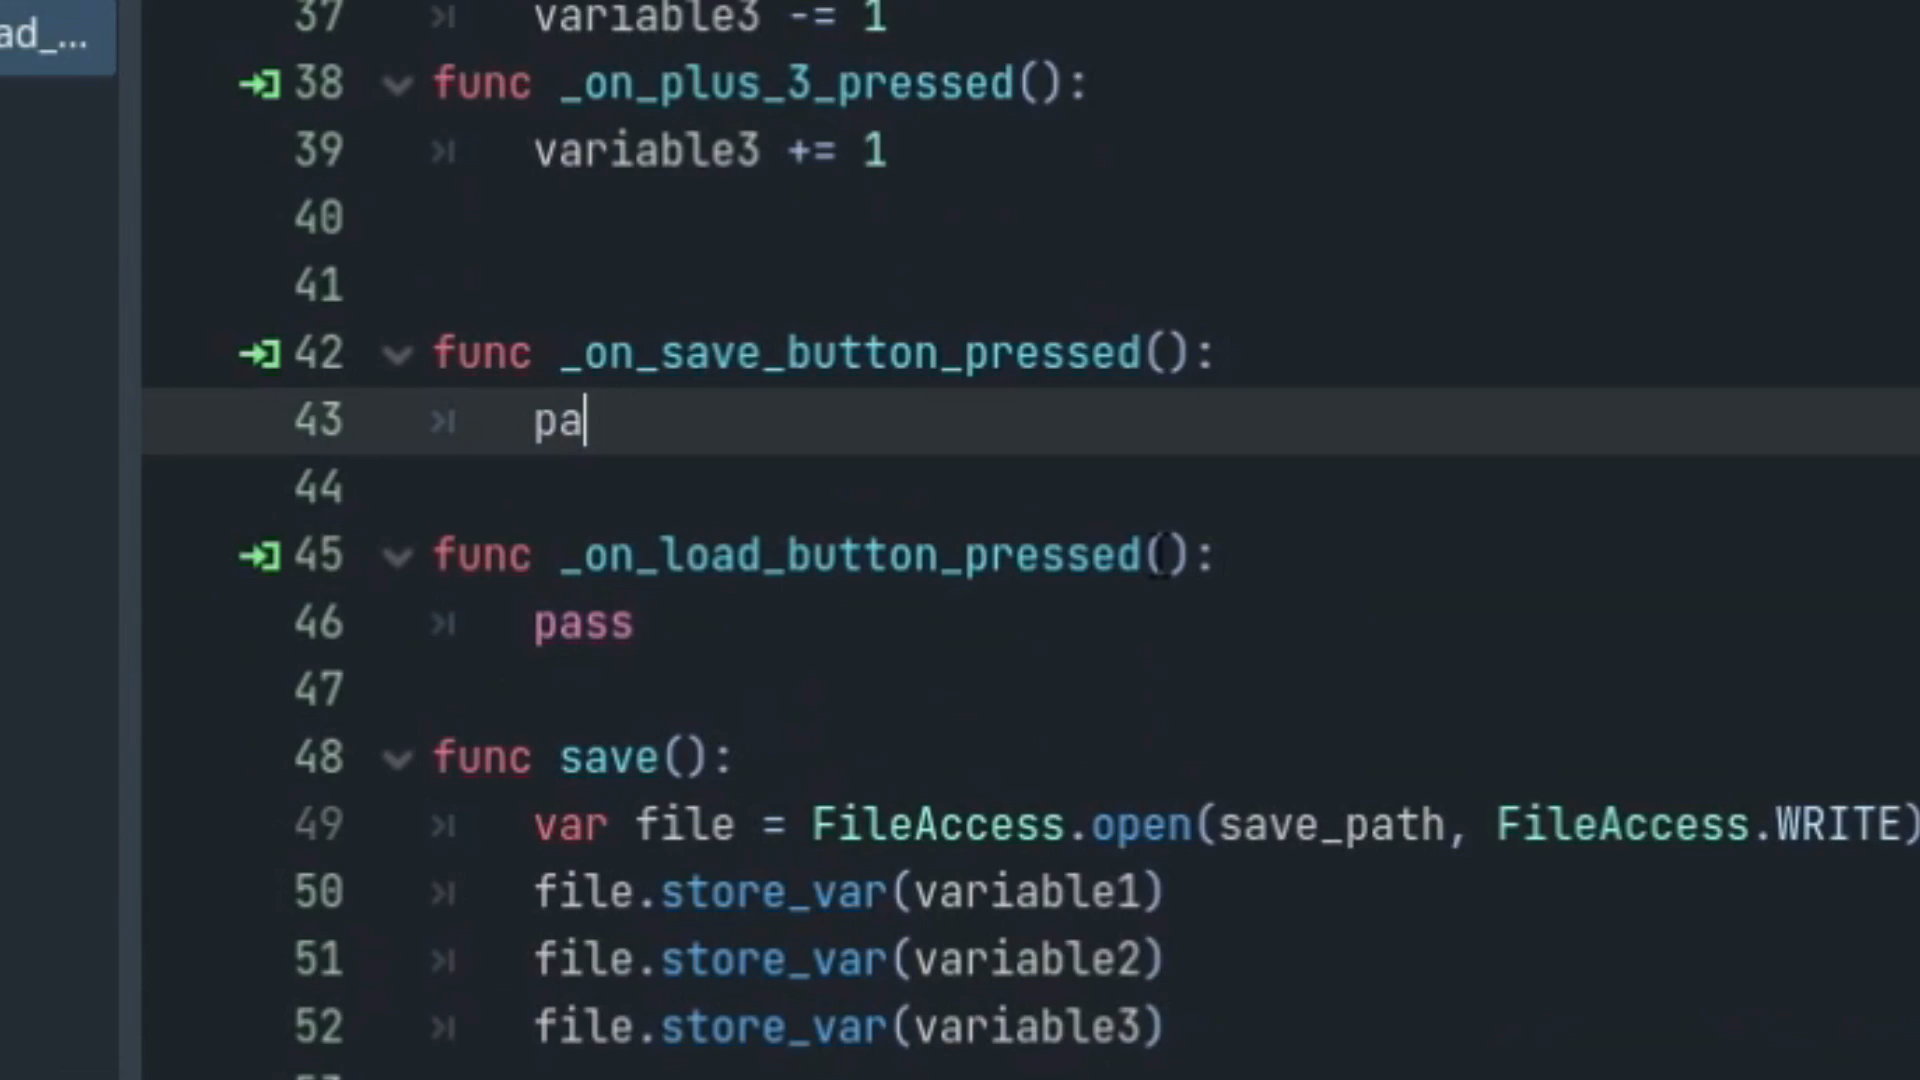 ad_...
37 variable3 -= 1
38 func _on_plus_3_pressed():
39 variable3 += 1
40
41
42 func _on_save_button_pressed():
43 pa
44
45 func _on_load_button_pressed():
46 pass
47
48 func save():
49 var file = FileAccess.open(save_path, FileAccess.WRITE)
50 file.store_var(variable1)
51 file.store_var(variable2)
52 file.store_var(variable3)